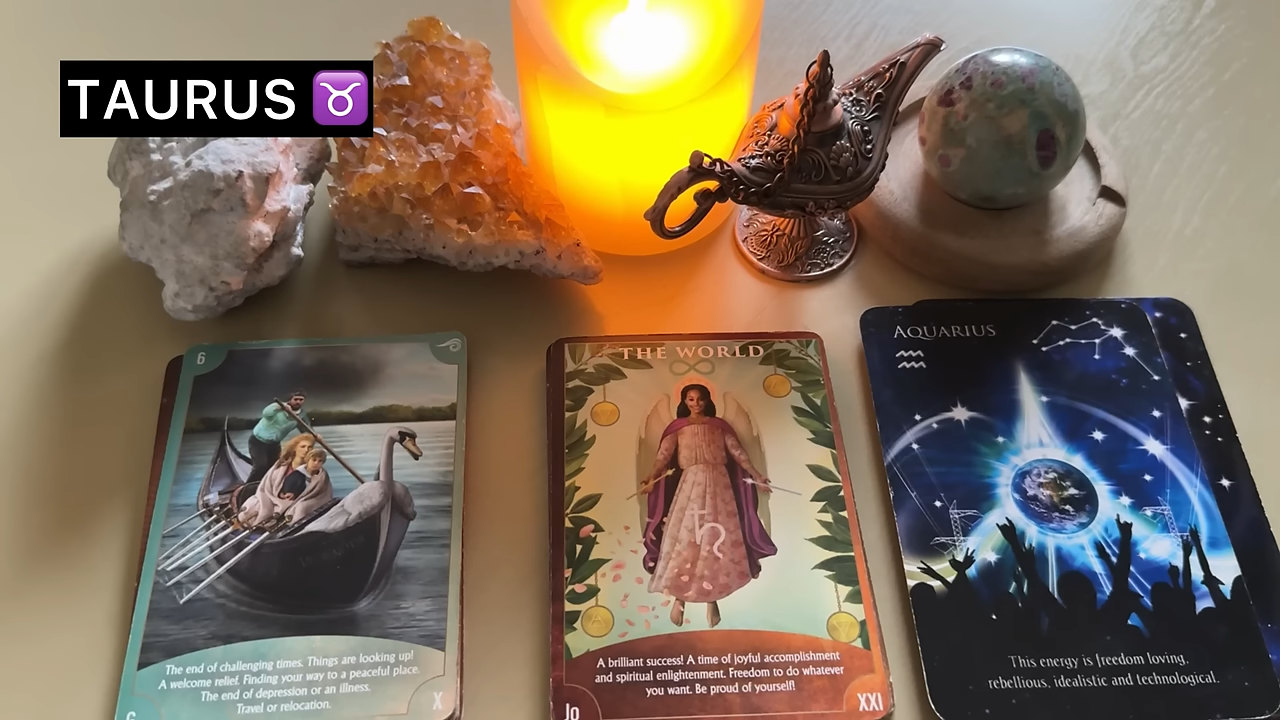 TAURUS ♉
6
The end of challenging times. Things are looking up!
A welcome relief. Finding your way to a peaceful place.
The end of depression or an illness.
Travel or relocation.
X
THE WORLD
A brilliant success! A time of joyful accomplishment
and spiritual enlightenment. Freedom to do whatever
you want. Be proud of yourself!
Jo
XXI
AQUARIUS
This energy is freedom loving,
rebellious, idealistic and technological.